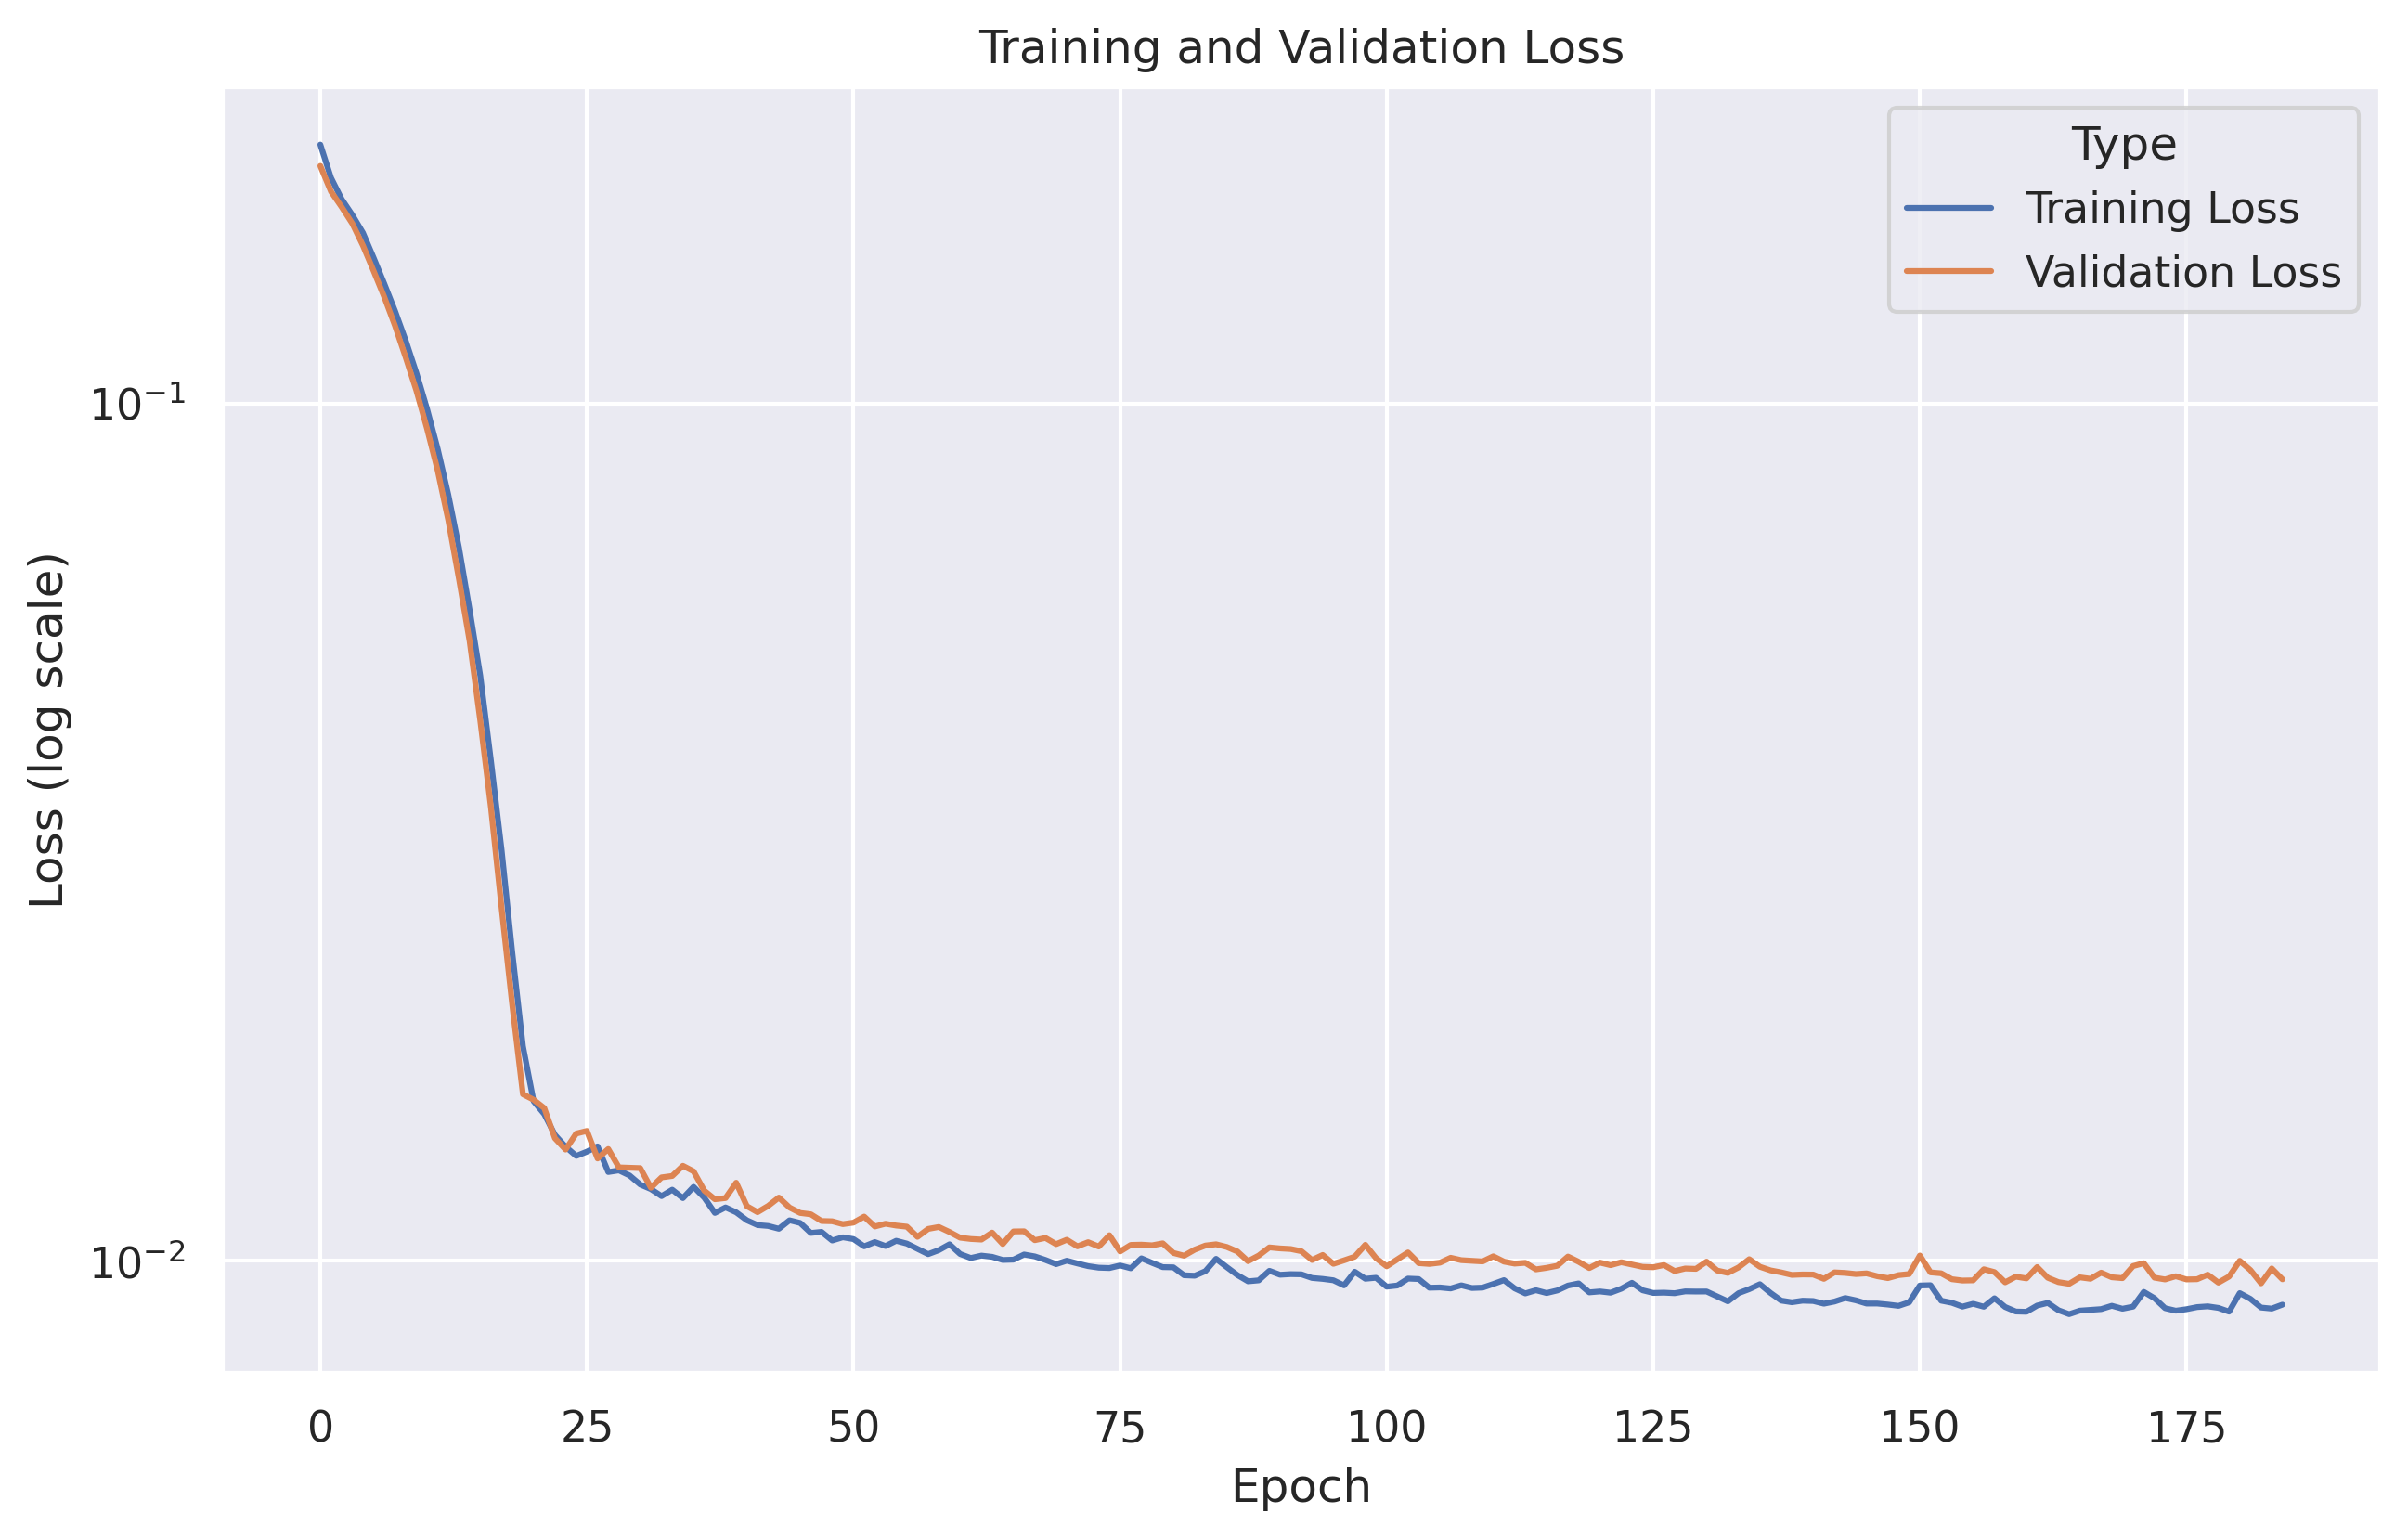 Training and Validation Loss
Type
Training Loss
Validation Loss
10⁻¹
10⁻²
Loss (log scale)
0 25 50 75 100 125 150 175
Epoch